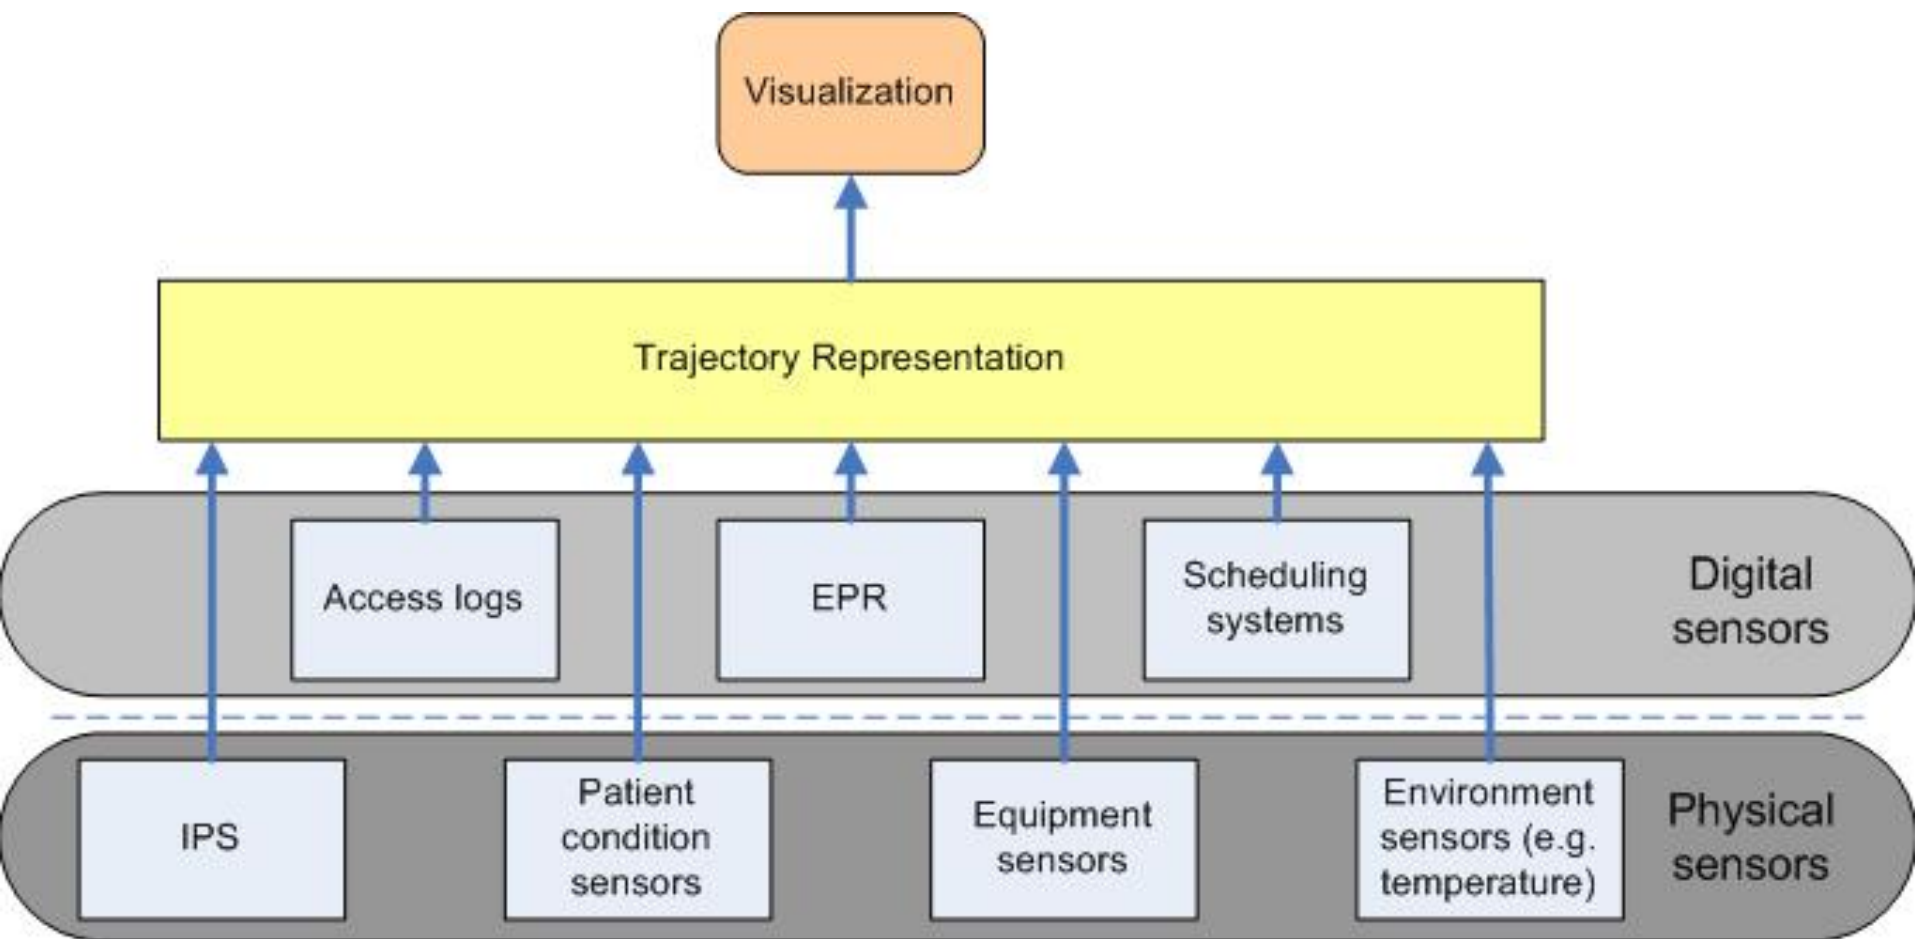 Visualization
Trajectory Representation
Access logs
EPR
Scheduling
systems
Digital
sensors
IPS
Patient
condition
sensors
Equipment
sensors
Environment
sensors (e.g.
temperature)
Physical
sensors